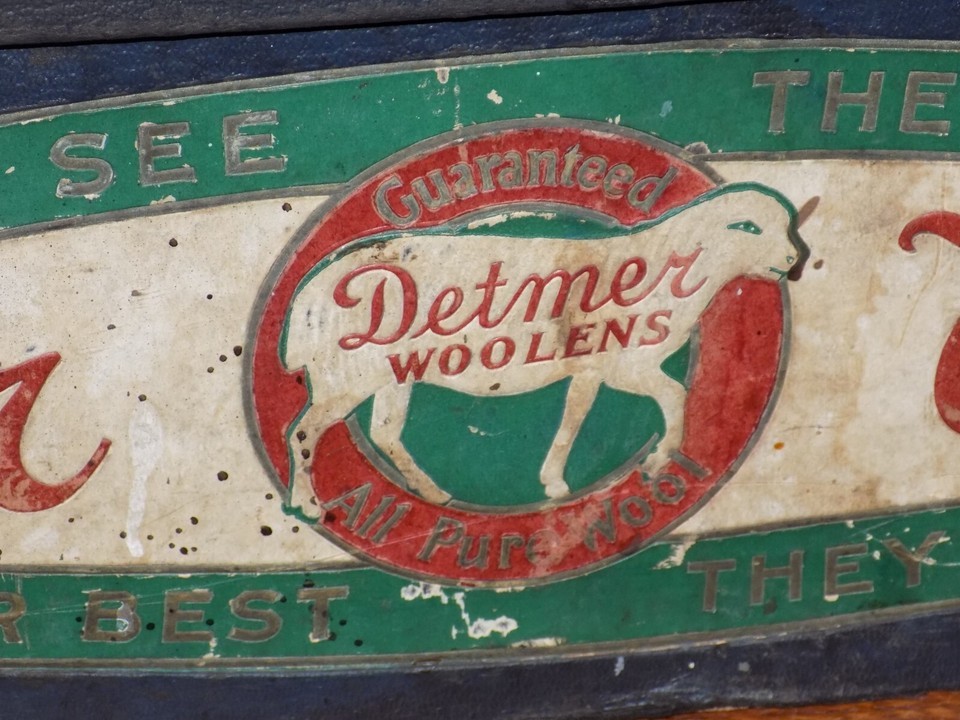 SEE THE
Guaranteed
Detmer
WOOLENS
All Pure Wool
BEST THEY